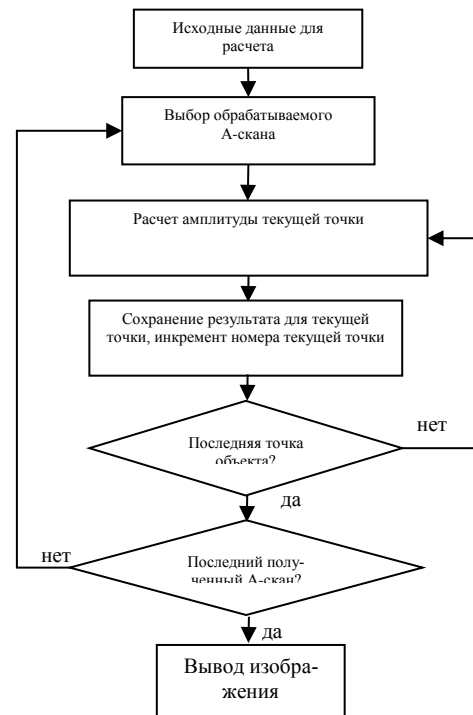 Исходные данные для
расчета
Выбор обрабатываемого
А-скана
Расчет амплитуды текущей точки
Сохранение результата для текущей
точки, инкремент номера текущей точки
Последняя точка
объекта?
нет
да
Последний полу-
ченный А-скан?
нет
да
Вывод изобра-
жения